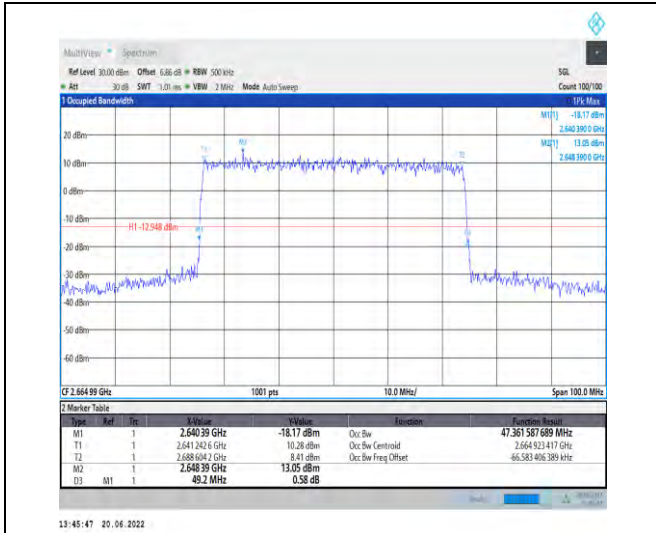 MultiView Spectrum
Ref Level 30.00 dBm Offset 6.86 dB RBW 500 kHz SGL
Att 30 dB SWT 1.01 ms VBW 2 MHz Mode Auto Sweep Count 100/100
1 Occupied Bandwidth 1Pk Max
M1[1] -18.17 dBm
2.640 390 0 GHz
M2[1] 13.05 dBm
2.648 390 0 GHz
20 dBm
T1 M2 T2
10 dBm
0 dBm
-10 dBm
H1 -12.948 dBm
M1
-20 dBm
-30 dBm
-40 dBm
-50 dBm
-60 dBm
CF 2.664 99 GHz 1001 pts 10.0 MHz/ Span 100.0 MHz
2 Marker Table
Type Ref Trc X-Value Y-Value Function Function Result
M1 1 2.640 39 GHz -18.17 dBm Occ Bw 47.361 587 689 MHz
T1 1 2.641 242 6 GHz 10.28 dBm Occ Bw Centroid 2.664 923 417 GHz
T2 1 2.688 604 2 GHz 8.41 dBm Occ Bw Freq Offset -66.583 406 389 kHz
M2 1 2.648 39 GHz 13.05 dBm
D3 M1 1 49.2 MHz 0.58 dB
13:45:47 20.06.2022